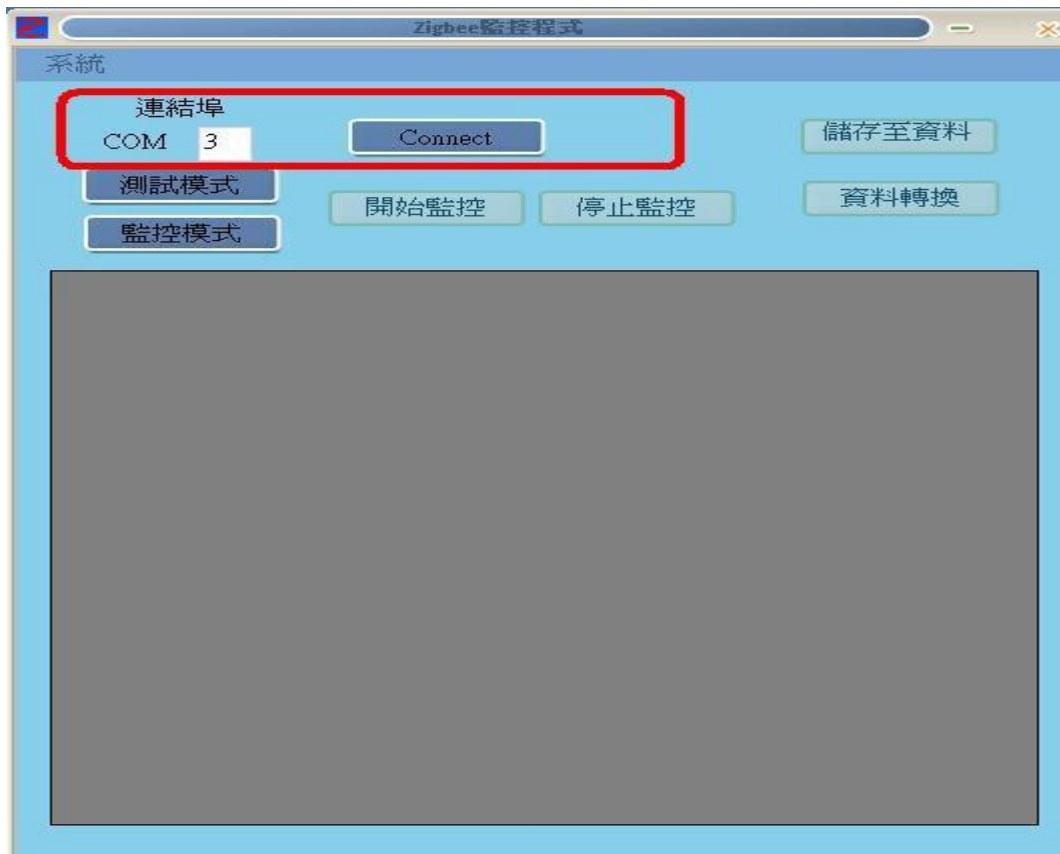 Zigbee監控程式
系統
連結埠
COM 3 Connect
儲存至資料
測試模式
開始監控 停止監控
資料轉換
監控模式